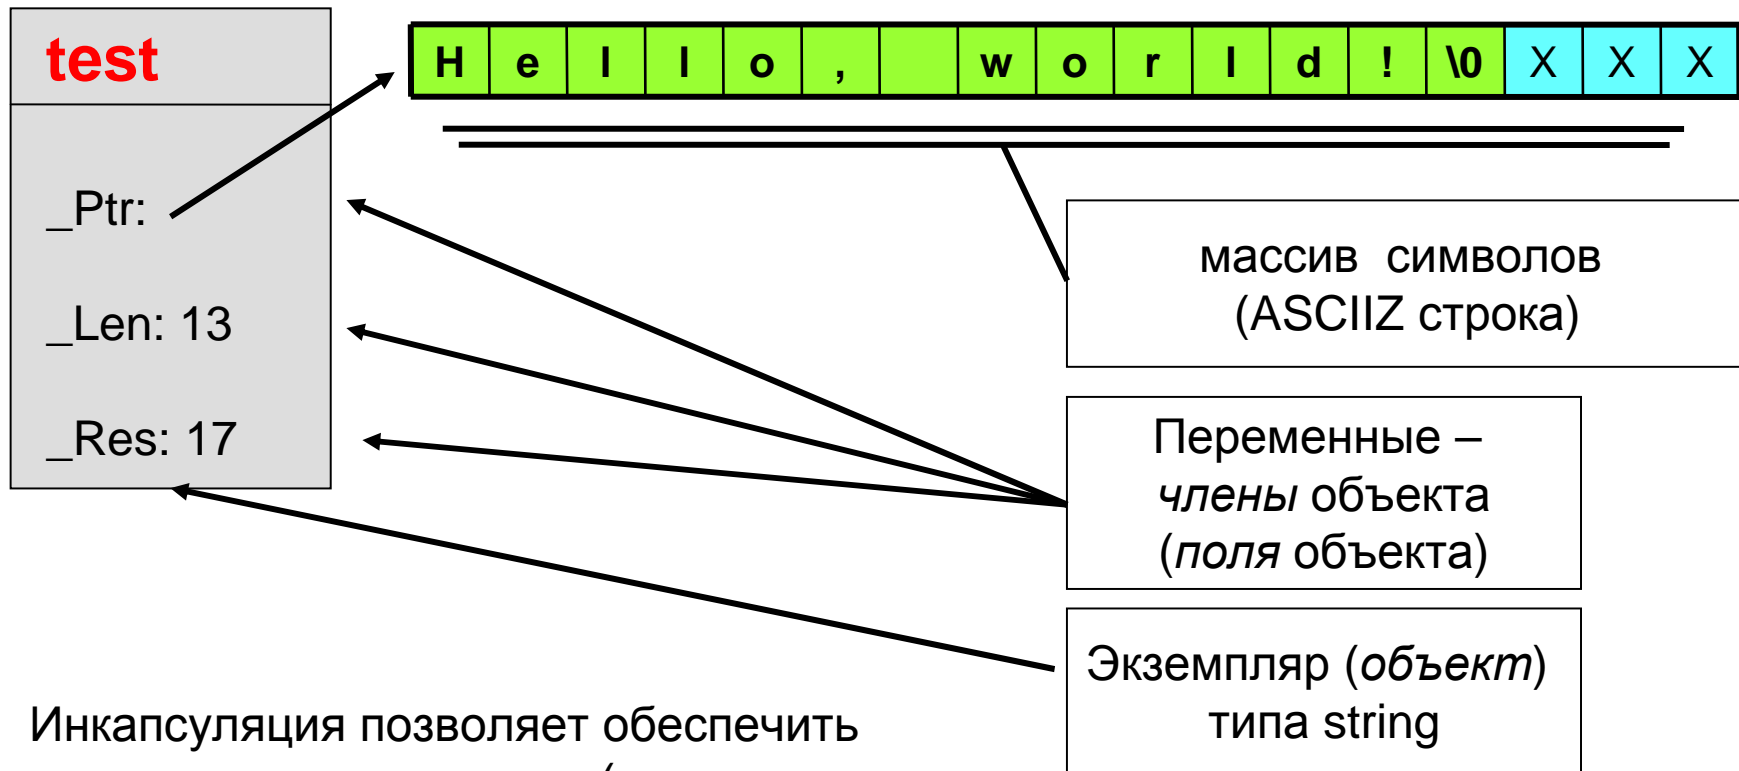 test
H e l l o , w o r l d ! \0 X X X
_Ptr:
_Len: 13
_Res: 17
массив символов
(ASCIIZ строка)
Переменные –
члены объекта
(поля объекта)
Экземпляр (объект)
типа string
Инкапсуляция позволяет обеспечить
(